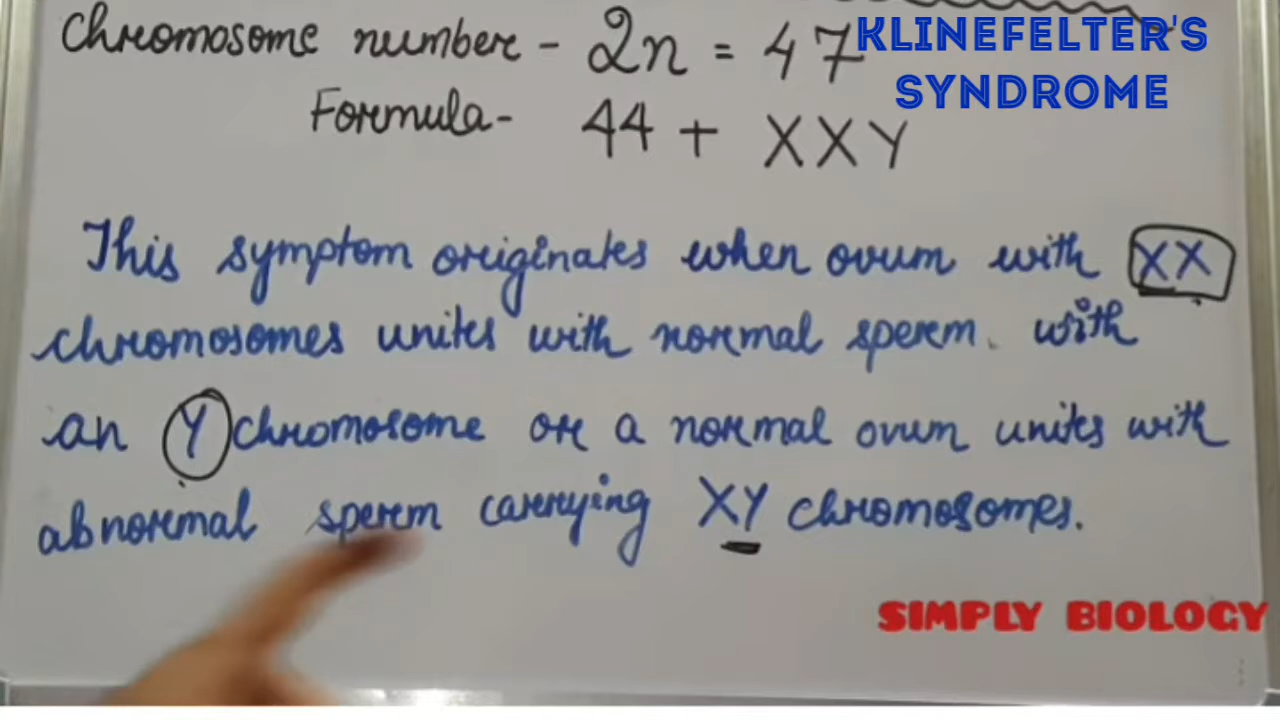 Chromosome number - 2n = 47
KLINEFELTER'S
SYNDROME
Formula- 44 + XXY
This symptom originates when ovum with XX
chromosomes unites with normal sperm. with
an Y chromosome or a normal ovum unites with
abnormal sperm carrying XY chromosomes.
SIMPLY BIOLOGY